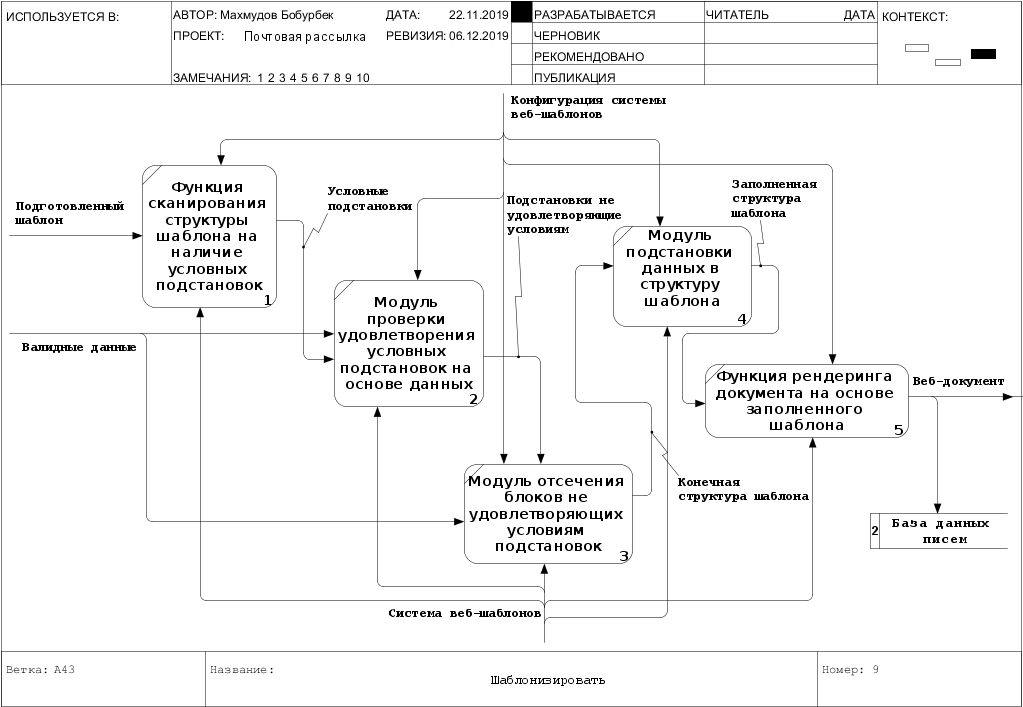 ИСПОЛЬЗУЕТСЯ В:
АВТОР: Махмудов Бобурбек
ДАТА: 22.11.2019
РАЗРАБАТЫВАЕТСЯ
ЧИТАТЕЛЬ
ДАТА
КОНТЕКСТ:
ПРОЕКТ: Почтовая рассылка
РЕВИЗИЯ: 06.12.2019
ЧЕРНОВИК
РЕКОМЕНДОВАНО
ЗАМЕЧАНИЯ: 1 2 3 4 5 6 7 8 9 10
ПУБЛИКАЦИЯ
Конфигурация системы
веб-шаблонов
Подготовленный
шаблон
Функция
сканирования
структуры
шаблона на
наличие
условных
подстановок
1
Условные
подстановки
Подстановки не
удовлетворяющие
условиям
Заполненная
структура
шаблона
Модуль
подстановки
данных в
структуру
шаблона
4
Валидные данные
Модуль
проверки
удовлетворения
условных
подстановок на
основе данных
2
Функция рендеринга
документа на основе
заполненного
шаблона
5
Веб-документ
Модуль отсечения
блоков не
удовлетворяющих
условиям
подстановок
3
Конечная
структура шаблона
2
База данных
писем
Система веб-шаблонов
Ветка: A43
Название:
Шаблонизировать
Номер: 9